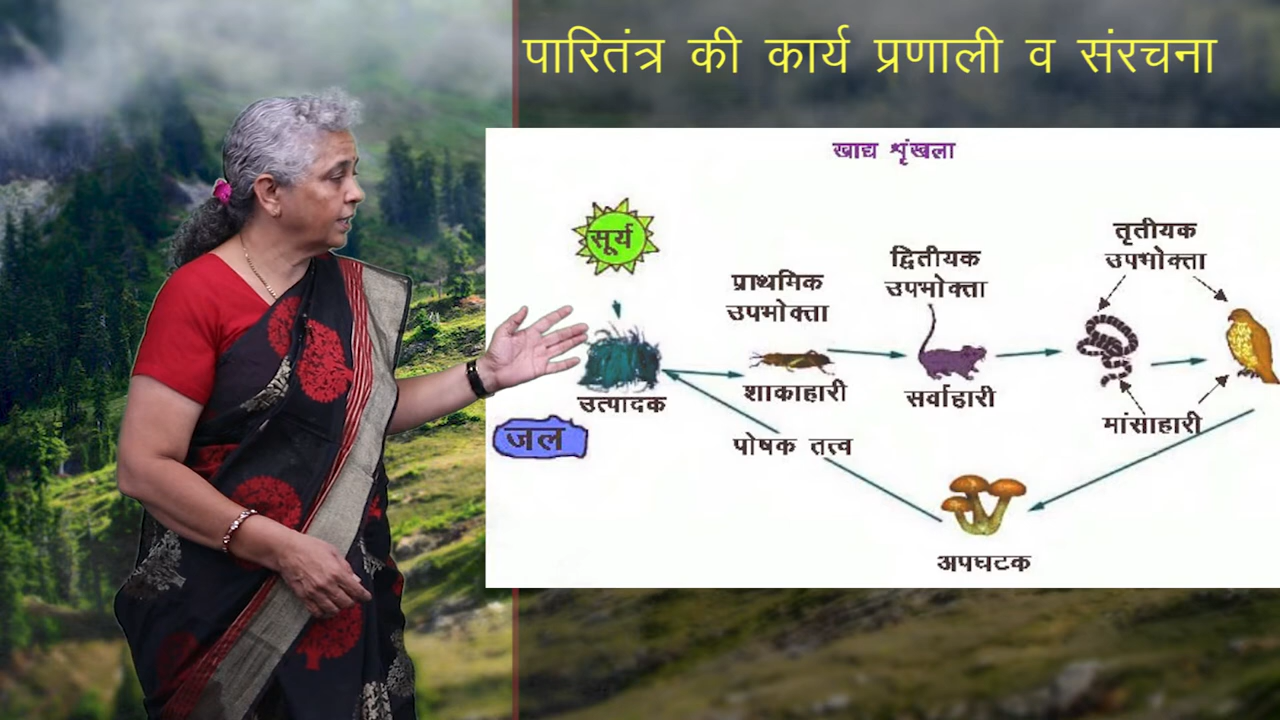 पारितंत्र की कार्य प्रणाली व संरचना
खाद्य शृंखला
सूर्य
प्राथमिक
उपभोक्ता
द्वितीयक
उपभोक्ता
तृतीयक
उपभोक्ता
उत्पादक
शाकाहारी
सर्वाहारी
मांसाहारी
जल
पोषक तत्व
अपघटक